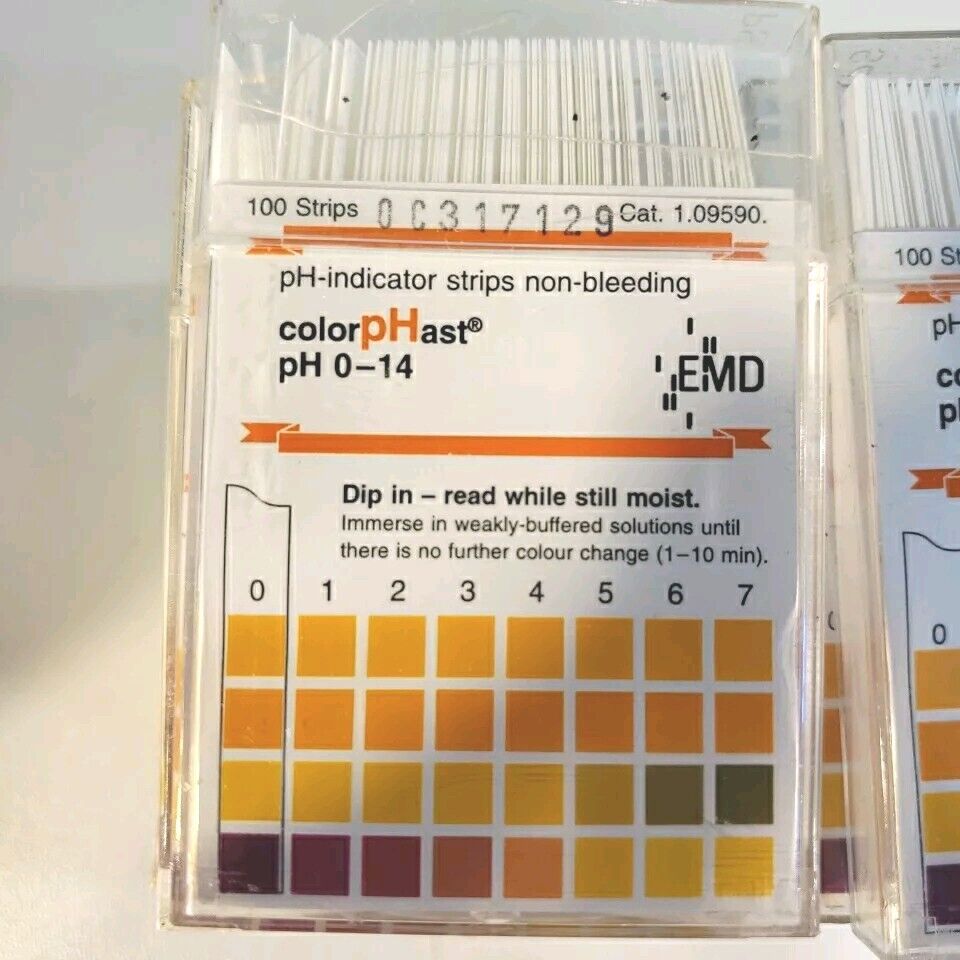 100 Strips 0C317129 Cat. 1.09590.
pH-indicator strips non-bleeding
colorpHast®
pH 0–14
EMD
Dip in – read while still moist.
Immerse in weakly-buffered solutions until
there is no further colour change (1–10 min).
0 1 2 3 4 5 6 7
100 St
pH
co
p
0